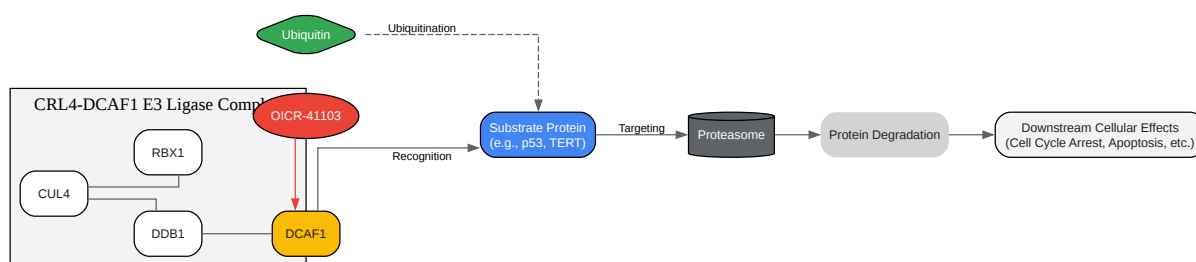 Ubiquitin
Ubiquitination
CRL4-DCAF1 E3 Ligase
OICR-41103
RBX1
CUL4
DDB1
DCAF1
Recognition
Substrate Protein
(e.g., p53, TERT)
Targeting
Proteasome
Protein Degradation
Downstream Cellular Effects
(Cell Cycle Arrest, Apoptosis, etc.)